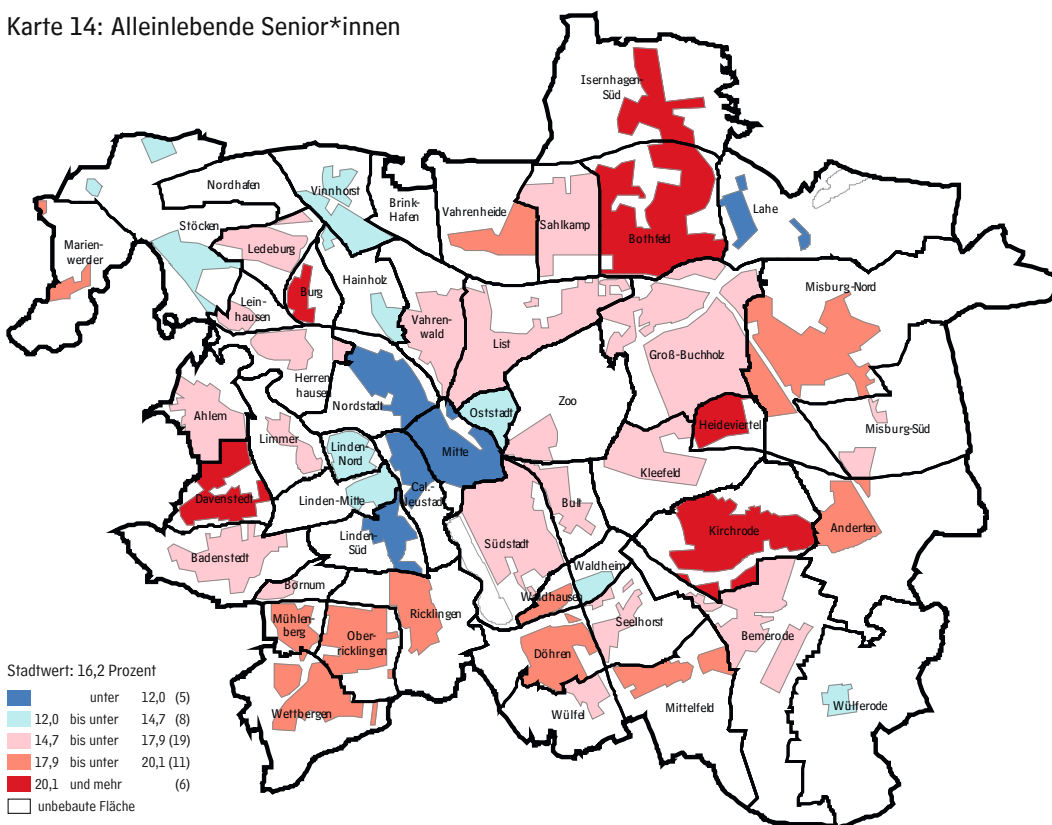 Karte 14: Alleinlebende Senior*innen
Isernhagen-
Süd
Nordhafen
Vinnhorst
Brink-
Hafen
Vahrenheide
Sahlkamp
Bothfeld
Lahe
Stöcken
Marien-
werder
Ledeburg
Burg
Hainholz
Lein-
hausen
Vahren-
wald
List
Groß-Buchholz
Misburg-Nord
Herren-
hausen
Nordstadt
Oststadt
Zoo
Heideviertel
Misburg-Süd
Ahlem
Limmer
Linden-
Nord
Mitte
Kleefeld
Davenstedt
Linden-Mitte
Cal.-
Neustadt
Bult
Kirchrode
Anderten
Linden-
Süd
Südstadt
Badenstedt
Bornum
Waldheim
Waldhausen
Mühlen-
berg
Ober-
ricklingen
Ricklingen
Seelhorst
Bemerode
Döhren
Wettbergen
Wülfel
Mittelfeld
Wülferode
Stadtwert: 16,2 Prozent
unter 12,0 (5)
12,0 bis unter 14,7 (8)
14,7 bis unter 17,9 (19)
17,9 bis unter 20,1 (11)
20,1 und mehr (6)
unbebaute Fläche